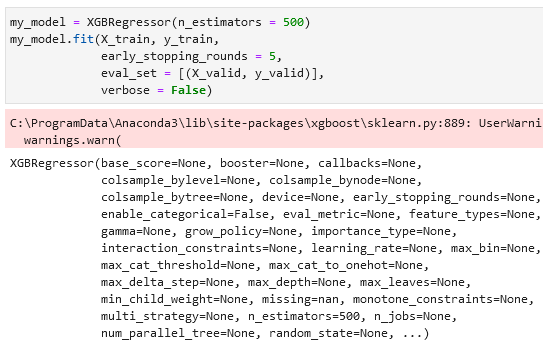 my_model = XGBRegressor(n_estimators = 500)
my_model.fit(X_train, y_train,
early_stopping_rounds = 5,
eval_set = [(X_valid, y_valid)],
verbose = False)
C:\ProgramData\Anaconda3\lib\site-packages\xgboost\sklearn.py:889: UserWarni
warnings.warn(
XGBRegressor(base_score=None, booster=None, callbacks=None,
colsample_bylevel=None, colsample_bynode=None,
colsample_bytree=None, device=None, early_stopping_rounds=None,
enable_categorical=False, eval_metric=None, feature_types=None,
gamma=None, grow_policy=None, importance_type=None,
interaction_constraints=None, learning_rate=None, max_bin=None,
max_cat_threshold=None, max_cat_to_onehot=None,
max_delta_step=None, max_depth=None, max_leaves=None,
min_child_weight=None, missing=nan, monotone_constraints=None,
multi_strategy=None, n_estimators=500, n_jobs=None,
num_parallel_tree=None, random_state=None, ...)